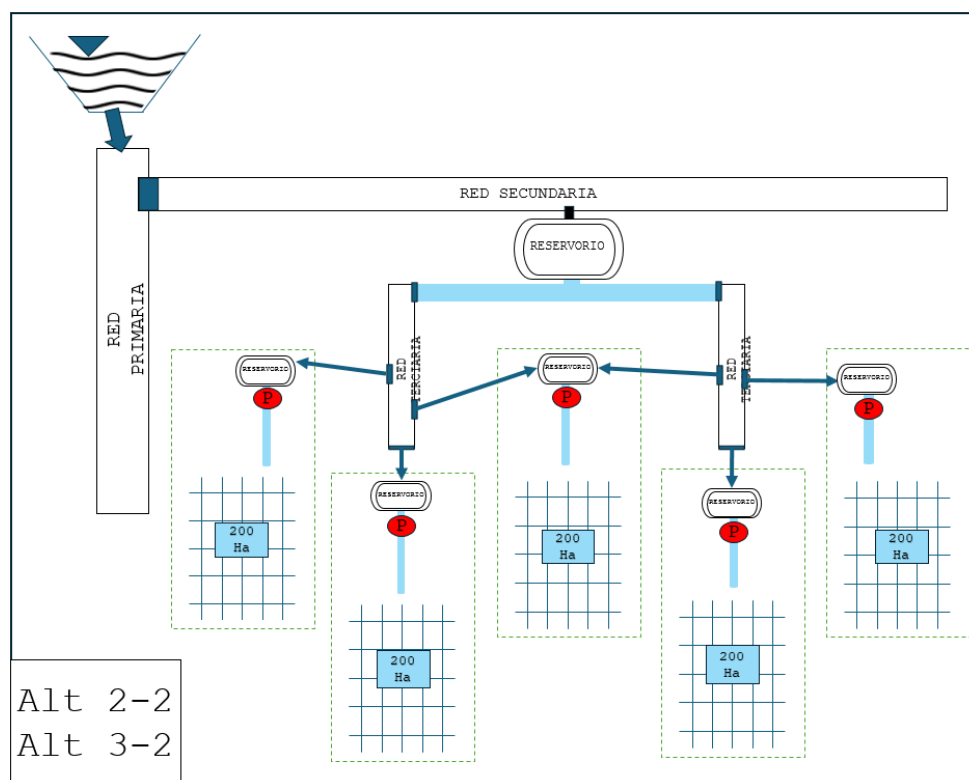 RED SECUNDARIA
RESERVORIO
RED
PRIMARIA
RED
TERCIARIA
RED
TERCIARIA
RESERVORIO
P
RESERVORIO
P
RESERVORIO
P
RESERVORIO
P
RESERVORIO
P
200
Ha
200
Ha
200
Ha
200
Ha
200
Ha
Alt 2-2
Alt 3-2